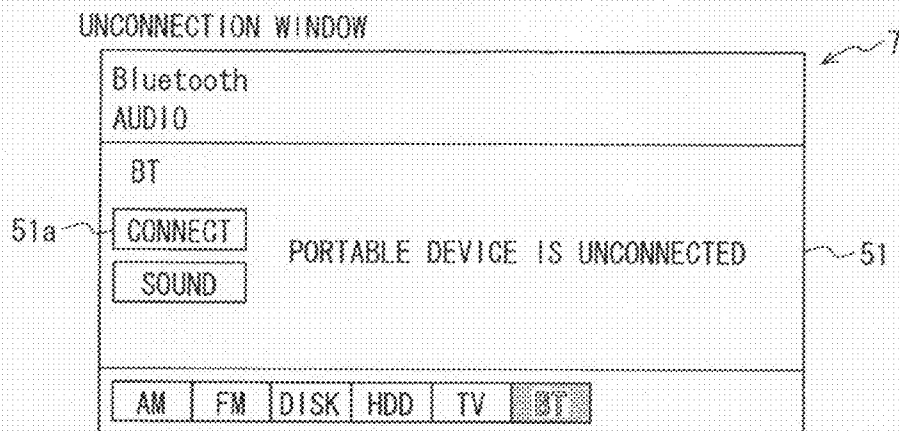 UNCONNECTION WINDOW
7
Bluetooth
AUDIO
BT
51a
CONNECT
PORTABLE DEVICE IS UNCONNECTED
51
SOUND
AM FM DISK HDD TV BT